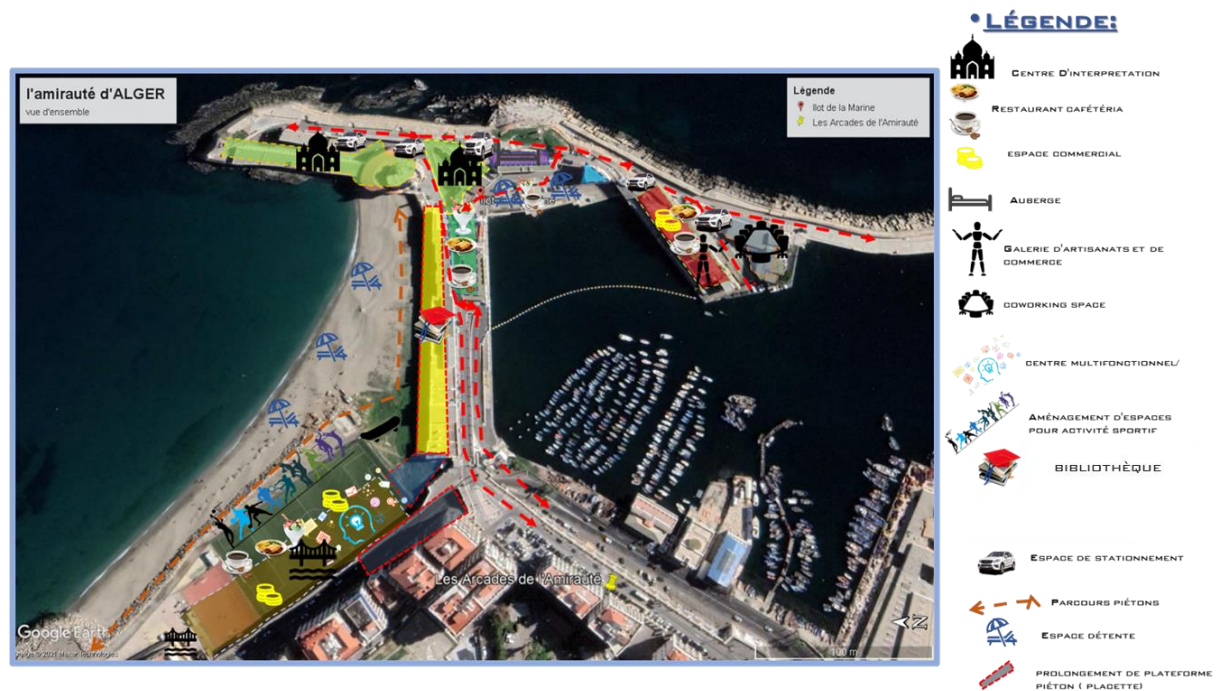 • LÉGENDE:
l'amirauté d'ALGER
vue d'ensemble
Légende
Ilot de la Marine
Les Arcades de l'Amirauté
Les Arcades de l'Amirauté
Google Earth
100 m
N
CENTRE D'INTERPRETATION
RESTAURANT CAFÉTÉRIA
ESPACE COMMERCIAL
AUBERGE
GALERIE D'ARTISANATS ET DE
COMMERCE
COWORKING SPACE
CENTRE MULTIFONCTIONNEL/
AMÉNAGEMENT D'ESPACES
POUR ACTIVITÉ SPORTIF
BIBLIOTHÈQUE
ESPACE DE STATIONNEMENT
PARCOURS PIÉTONS
ESPACE DÉTENTE
PROLONGEMENT DE PLATEFORME
PIÉTON ( PLACETTE)